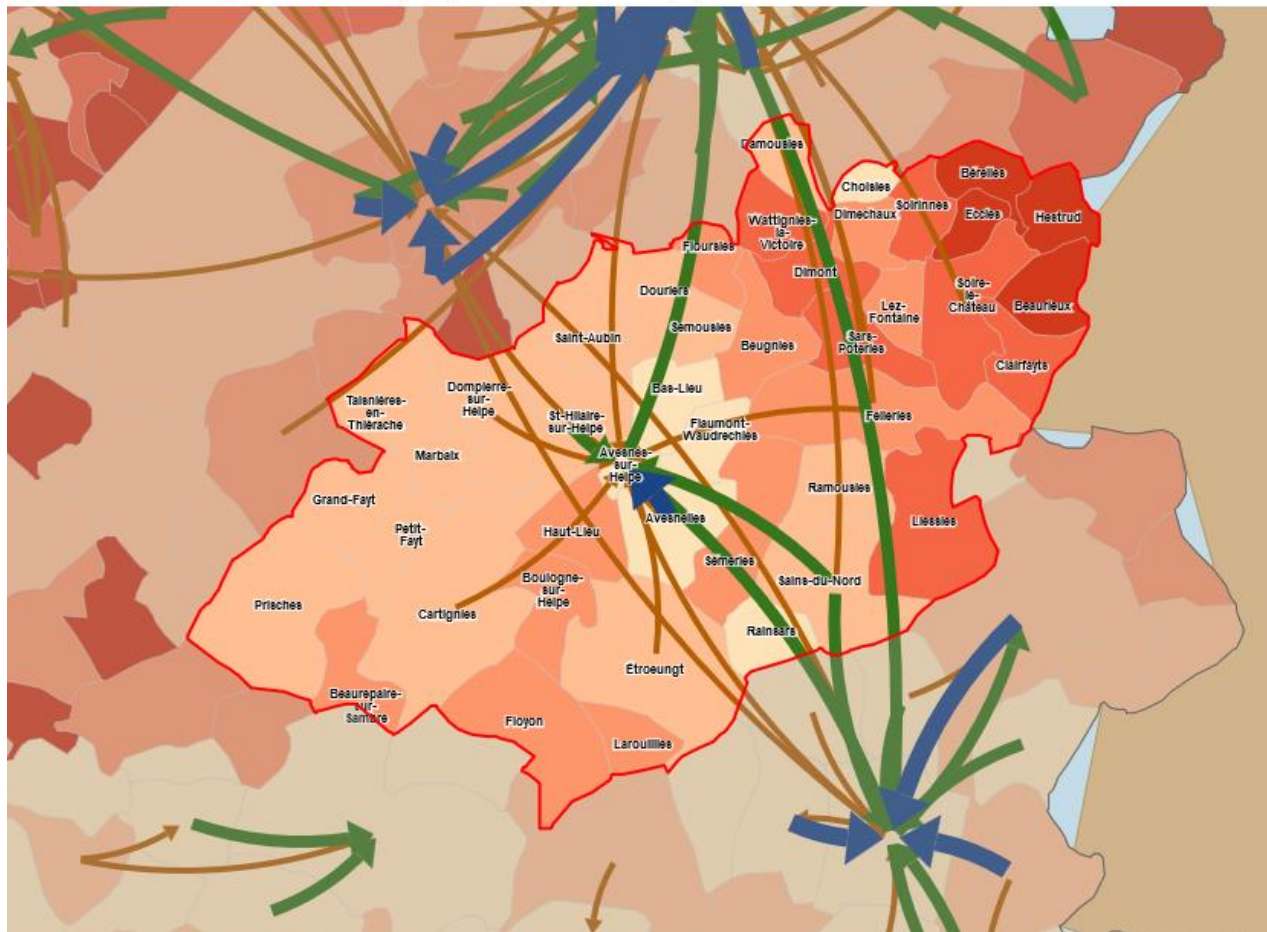 Damousies
Choisies
Bérelles
Wattignies-
la-
Victoire
Dimechaux
Solrinnes
Eccles
Hestrud
Floursies
Dimont
Dourlers
Solre-
le-
Château
Beaurieux
Lez-
Fontaine
Saint-Aubin
Semousies
Beugnies
Sars-
Poteries
Clairfayts
Bas-Lieu
Dompierre-
sur-
Helpe
Taisnières-
en-
Thiérache
St-Hilaire-
sur-Helpe
Flaumont-
Waudrechies
Felleries
Marbaix
Avesnes-
sur-
Helpe
Ramousies
Grand-Fayt
Petit-
Fayt
Haut-Lieu
Avesnelles
Liessies
Sémeries
Sains-du-Nord
Boulogne-
sur-
Helpe
Prisches
Cartignies
Rainsars
Étroeungt
Beaurepaire-
sur-
Sambre
Floyon
Larouillies